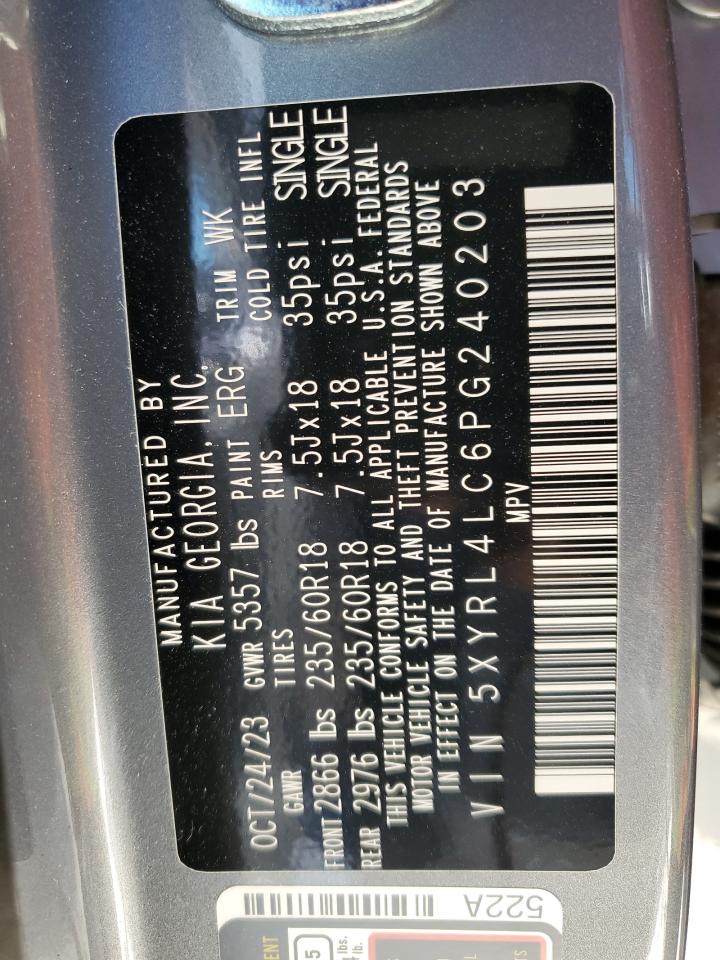 MANUFACTURED BY
KIA GEORGIA, INC.
OCT/24/23 GVWR 5357 lbs PAINT ERG TRIM WK
GAWR TIRES RIMS COLD TIRE INFL
FRONT 2866 lbs 235/60R18 7.5Jx18 35psi SINGLE
REAR 2976 lbs 235/60R18 7.5Jx18 35psi SINGLE
THIS VEHICLE CONFORMS TO ALL APPLICABLE U.S.A. FEDERAL
MOTOR VEHICLE SAFETY AND THEFT PREVENTION STANDARDS
IN EFFECT ON THE DATE OF MANUFACTURE SHOWN ABOVE
VIN 5XYRL4LC6PG240203
MPV
522A
5
lbs.
lb.